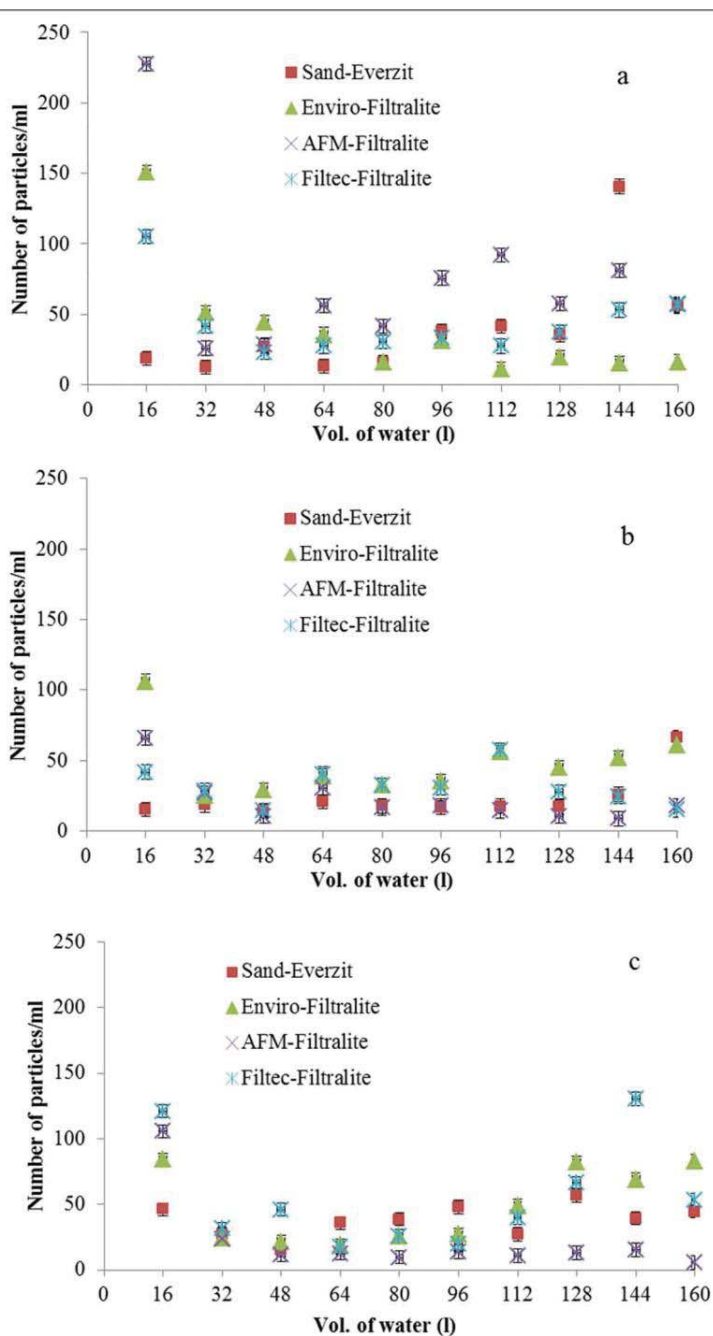 250
200
150
100
50
0
Number of particles/ml
Sand-Everzit
Enviro-Filtralite
AFM-Filtralite
Filtec-Filtralite
a
0 16 32 48 64 80 96 112 128 144 160
Vol. of water (l)
250
200
150
100
50
0
Number of particles/ml
Sand-Everzit
Enviro-Filtralite
AFM-Filtralite
Filtec-Filtralite
b
0 16 32 48 64 80 96 112 128 144 160
Vol. of water (l)
250
200
150
100
50
0
Number of particles/ml
Sand-Everzit
Enviro-Filtralite
AFM-Filtralite
Filtec-Filtralite
c
0 16 32 48 64 80 96 112 128 144 160
Vol. of water (l)